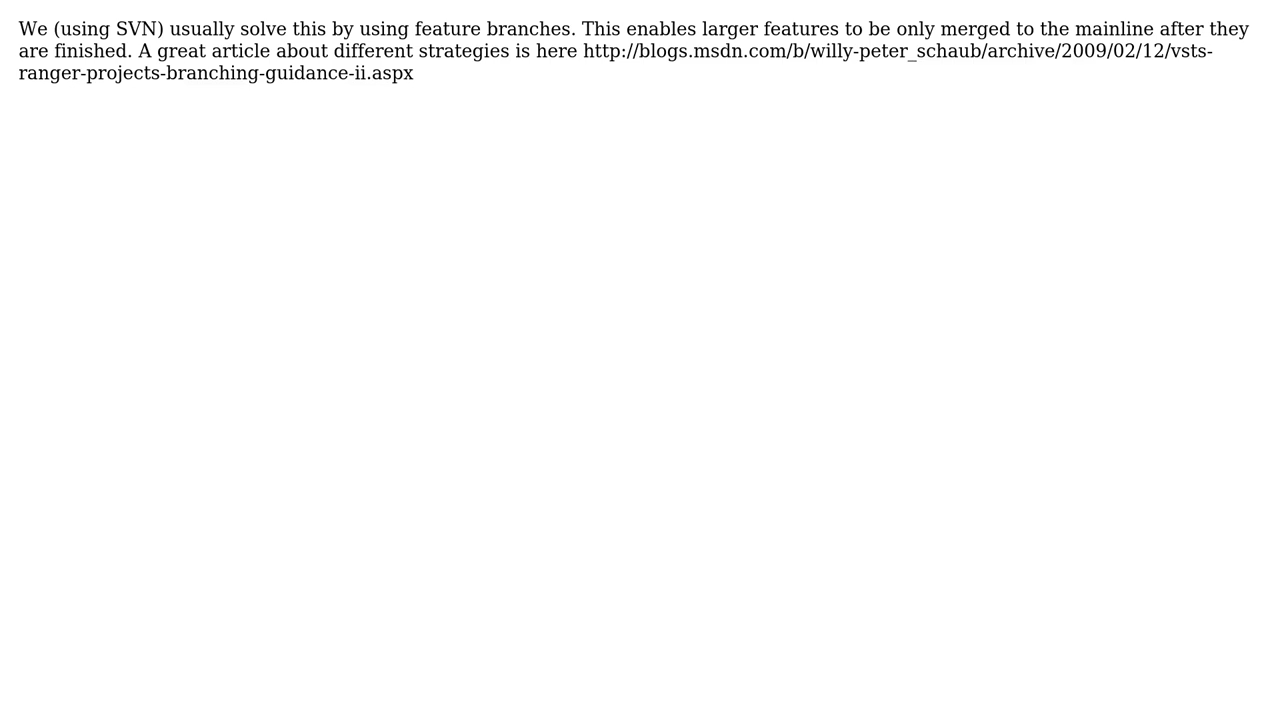 We (using SVN) usually solve this by using feature branches. This enables larger features to be only merged to the mainline after they
are finished. A great article about different strategies is here http://blogs.msdn.com/b/willy-peter_schaub/archive/2009/02/12/vsts-
ranger-projects-branching-guidance-ii.aspx